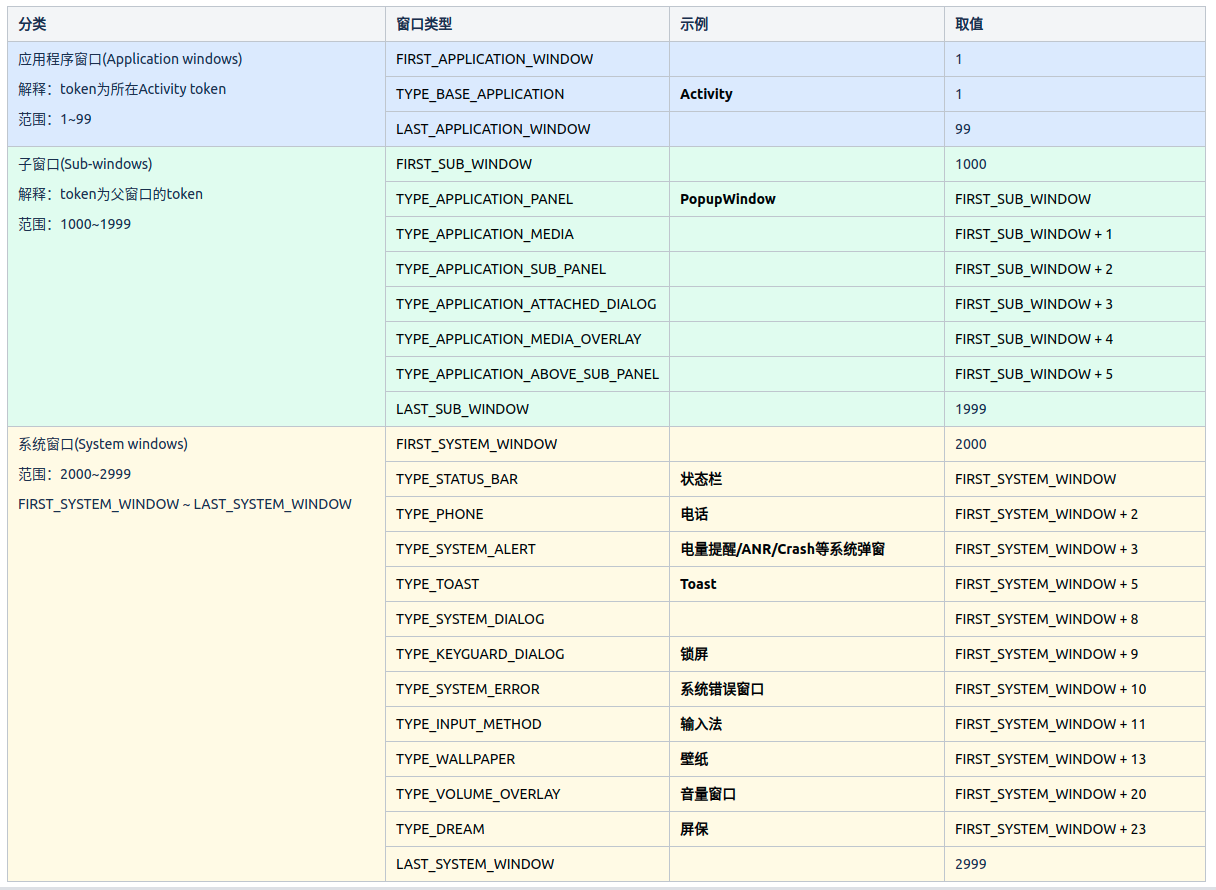 分类 窗口类型 示例 取值
应用程序窗口(Application windows) FIRST_APPLICATION_WINDOW 1
解释：token为所在Activity token TYPE_BASE_APPLICATION Activity 1
范围：1~99 LAST_APPLICATION_WINDOW 99
子窗口(Sub-windows) FIRST_SUB_WINDOW 1000
解释：token为父窗口的token TYPE_APPLICATION_PANEL PopupWindow FIRST_SUB_WINDOW
范围：1000~1999 TYPE_APPLICATION_MEDIA FIRST_SUB_WINDOW + 1
TYPE_APPLICATION_SUB_PANEL FIRST_SUB_WINDOW + 2
TYPE_APPLICATION_ATTACHED_DIALOG FIRST_SUB_WINDOW + 3
TYPE_APPLICATION_MEDIA_OVERLAY FIRST_SUB_WINDOW + 4
TYPE_APPLICATION_ABOVE_SUB_PANEL FIRST_SUB_WINDOW + 5
LAST_SUB_WINDOW 1999
系统窗口(System windows) FIRST_SYSTEM_WINDOW 2000
范围：2000~2999 TYPE_STATUS_BAR 状态栏 FIRST_SYSTEM_WINDOW
FIRST_SYSTEM_WINDOW ~ LAST_SYSTEM_WINDOW TYPE_PHONE 电话 FIRST_SYSTEM_WINDOW + 2
TYPE_SYSTEM_ALERT 电量提醒/ANR/Crash等系统弹窗 FIRST_SYSTEM_WINDOW + 3
TYPE_TOAST Toast FIRST_SYSTEM_WINDOW + 5
TYPE_SYSTEM_DIALOG FIRST_SYSTEM_WINDOW + 8
TYPE_KEYGUARD_DIALOG 锁屏 FIRST_SYSTEM_WINDOW + 9
TYPE_SYSTEM_ERROR 系统错误窗口 FIRST_SYSTEM_WINDOW + 10
TYPE_INPUT_METHOD 输入法 FIRST_SYSTEM_WINDOW + 11
TYPE_WALLPAPER 壁纸 FIRST_SYSTEM_WINDOW + 13
TYPE_VOLUME_OVERLAY 音量窗口 FIRST_SYSTEM_WINDOW + 20
TYPE_DREAM 屏保 FIRST_SYSTEM_WINDOW + 23
LAST_SYSTEM_WINDOW 2999